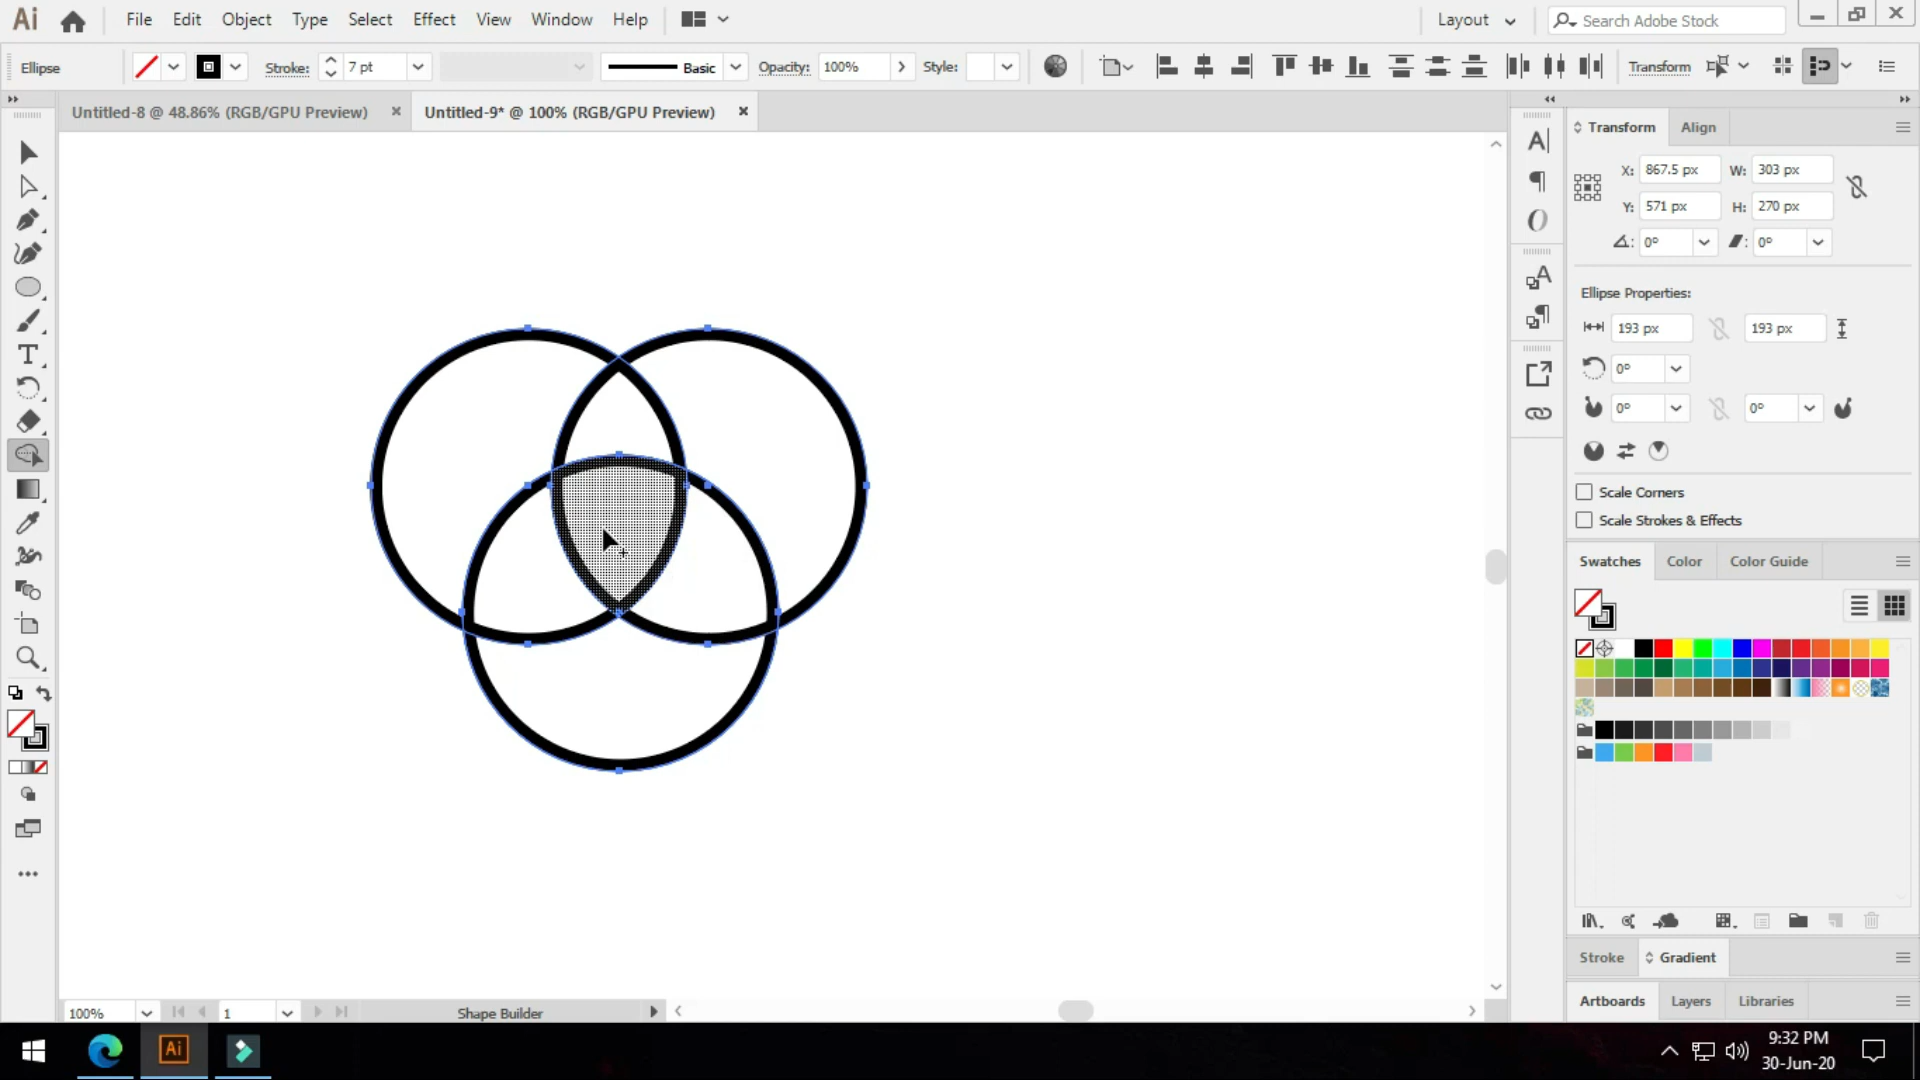 Ai File Edit Object Type Select Effect View Window Help Layout Search Adobe Stock
Ellipse Stroke: 7 pt Basic Opacity: 100% Style: Transform
Untitled-8 @ 48.86% (RGB/GPU Preview) Untitled-9* @ 100% (RGB/GPU Preview)
Transform Align
X: 867.5 px W: 303 px
Y: 571 px H: 270 px
0° 0°
Ellipse Properties:
193 px 193 px
0°
0° 0°
Scale Corners
Scale Strokes & Effects
Swatches Color Color Guide
Stroke Gradient
Artboards Layers Libraries
100% 1 Shape Builder
Ai
9:32 PM
30-Jun-20